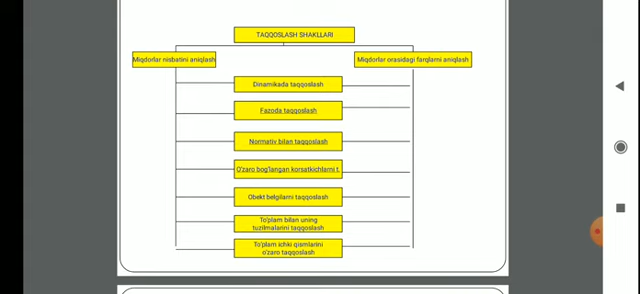 TAQQOSLASH SHAKLLARI
Miqdorlar nisbatini aniqlash
Miqdorlar orasidagi farqlarni aniqlash
Dinamikada taqqoslash
Fazoda taqqoslash
Normativ bilan taqqoslash
O'zaro bog'langan korsatkichlarni t.
Obekt belgilarni taqqoslash
To'plam bilan uning
tuzilmalarini taqqoslash
To'plam ichki qismlarini
o'zaro taqqoslash